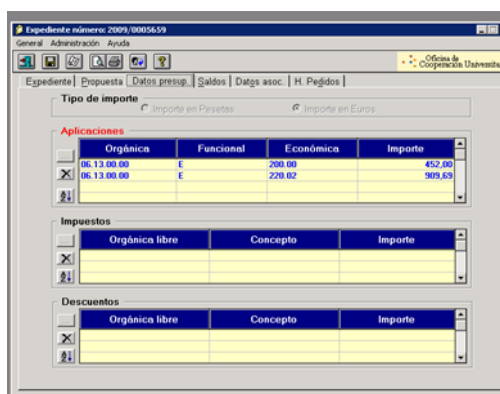 Expediente número: 2009/0005659
General Administración Ayuda
Oficina de
Cooperación Universita
Expediente Propuesta Datos presup. Saldos Datos asoc. H. Pedidos
Tipo de importe
Importe en Pesetas Importe en Euros
Aplicaciones
Orgánica Funcional Económica Importe
06.13.00.00 E 200.00 452,00
06.13.00.00 E 220.02 909,69
Impuestos
Orgánica libre Concepto Importe
Descuentos
Orgánica libre Concepto Importe